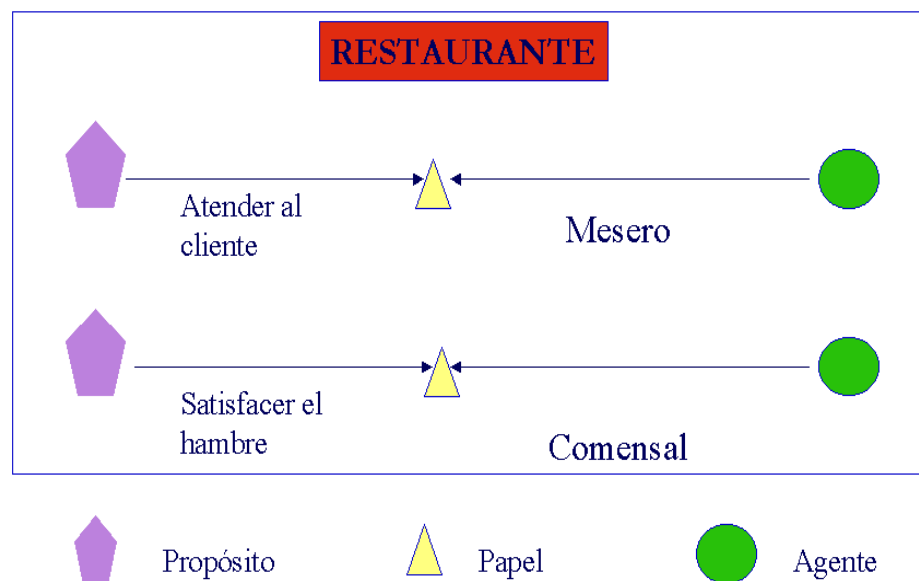 RESTAURANTE
Atender al
cliente
Mesero
Satisfacer el
hambre
Comensal
Propósito
Papel
Agente